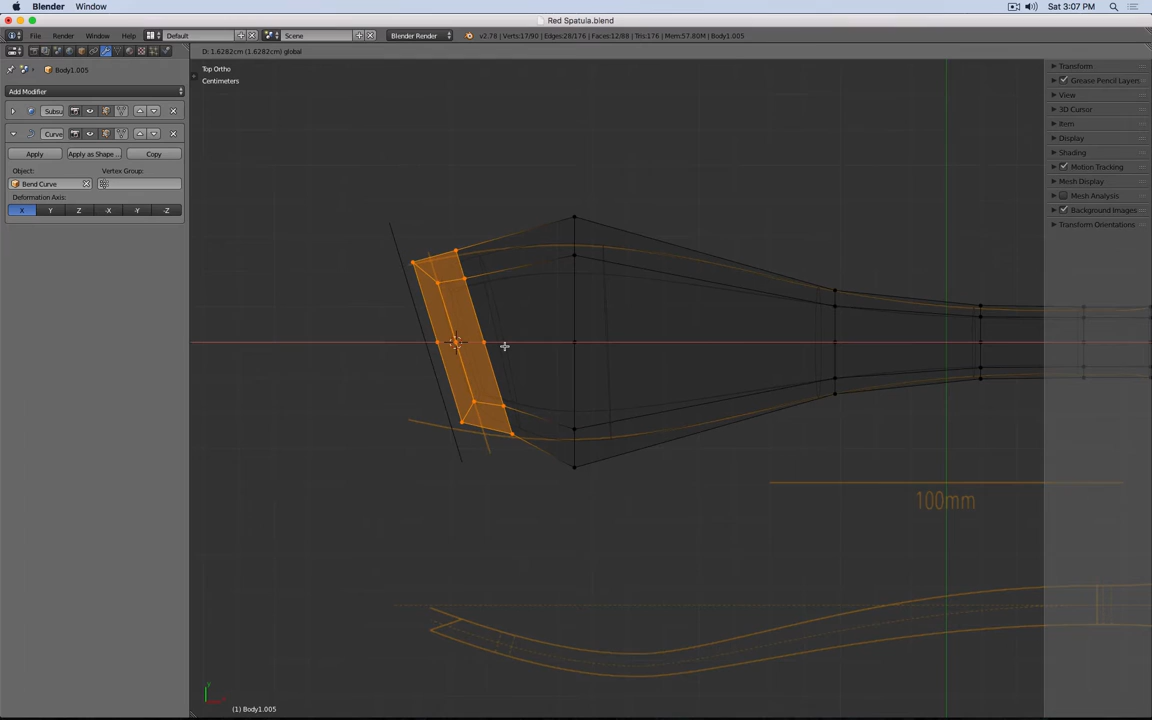 Blender Window Sat 3:07 PM
Red Spatula.blend
File Render Window Help Default Scene Blender Render v2.76 | Verts:17/90 | Edges:28/176 | Faces:12/88 | Tris:176 | Mem:57.80M | Body1.005
D: 1.6282cm (1.6282cm) global
Body1.005
Top Ortho
Centimeters
Add Modifier
Subsu
Curve
Apply Apply as Shape ... Copy
Object: Vertex Group:
Bend Curve
Deformation Axis:
X Y Z -X -Y -Z
Transform
Grease Pencil Layers
View
3D Cursor
Item
Display
Shading
Motion Tracking
Mesh Display
Mesh Analysis
Background Images
Transform Orientations
100mm
(1) Body1.005